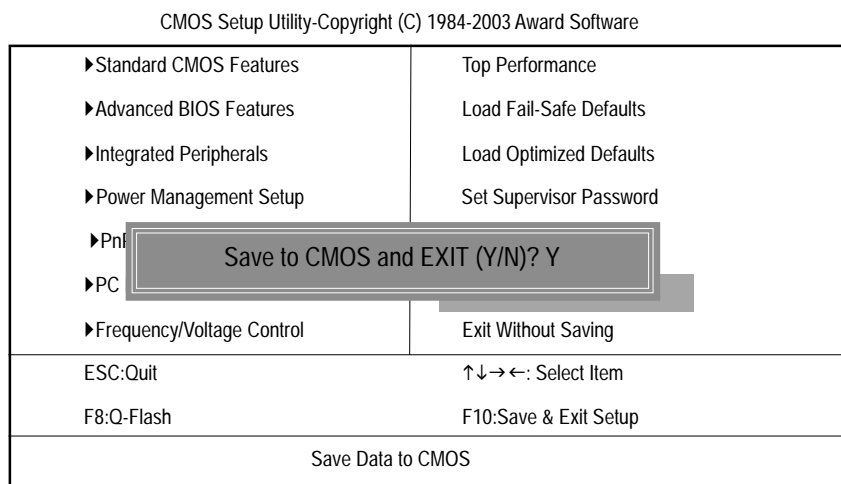 CMOS Setup Utility-Copyright (C) 1984-2003 Award Software
▶Standard CMOS Features
Top Performance
▶Advanced BIOS Features
Load Fail-Safe Defaults
▶Integrated Peripherals
Load Optimized Defaults
▶Power Management Setup
Set Supervisor Password
▶PnP
Save to CMOS and EXIT (Y/N)? Y
▶PC
▶Frequency/Voltage Control
Exit Without Saving
ESC:Quit
↑↓→←: Select Item
F8:Q-Flash
F10:Save & Exit Setup
Save Data to CMOS